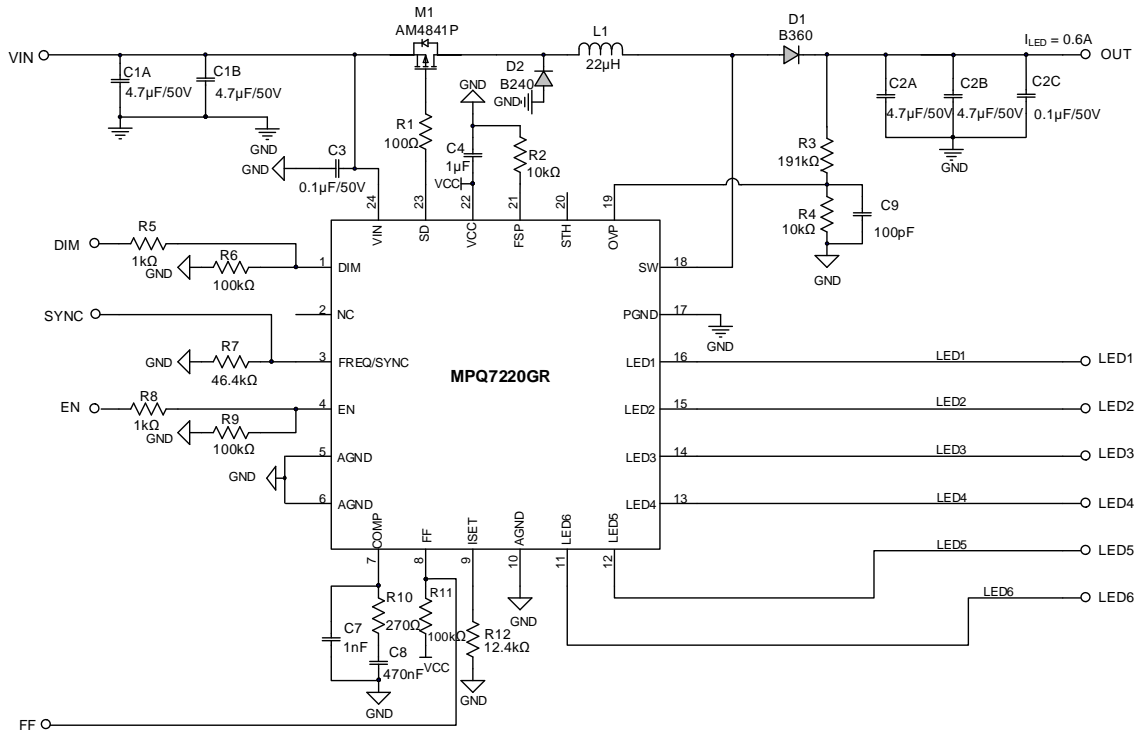 M1
AM4841P
VIN
C1A
4.7µF/50V
C1B
4.7µF/50V
GND
L1
22µH
D2
B240
GND
D1
B360
I_LED = 0.6A
OUT
C2A
4.7µF/50V
C2B
4.7µF/50V
C2C
0.1µF/50V
GND
GND
R1
100Ω
C4
1µF
VCC
R2
10kΩ
C3
0.1µF/50V
GND
R3
191kΩ
R4
10kΩ
C9
100pF
GND
24
23
22
21
20
19
VIN
SD
VCC
FSP
STH
OVP
DIM
R5
1kΩ
GND
R6
100kΩ
1
DIM
SW
18
2
NC
PGND
17
GND
SYNC
GND
R7
46.4kΩ
3
FREQ/SYNC
LED1
16
LED1
LED1
MPQ7220GR
EN
R8
1kΩ
GND
R9
100kΩ
4
EN
LED2
15
LED2
LED2
GND
5
AGND
LED3
14
LED3
LED3
6
AGND
LED4
13
LED4
LED4
COMP
FF
ISET
AGND
LED6
LED5
7
8
9
10
11
12
LED5
LED5
LED6
LED6
C7
1nF
R10
270Ω
C8
470nF
GND
R11
100kΩ
VCC
R12
12.4kΩ
GND
GND
FF